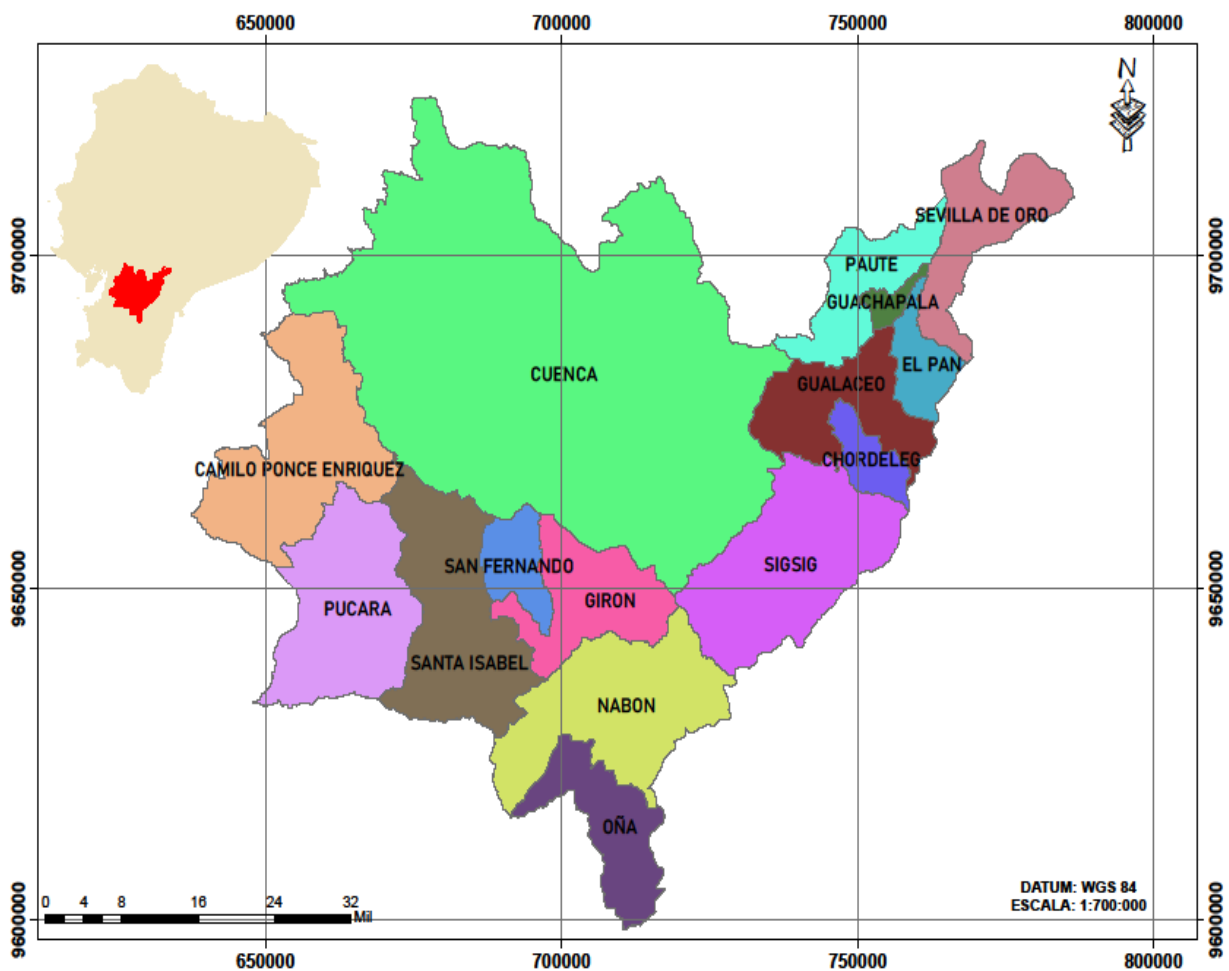 650000
700000
750000
800000
N
SEVILLA DE ORO
9700000
PAUTE
9700000
GUACHAPALA
EL PAN
CUENCA
GUALACEO
CHORDELEG
CAMILO PONCE ENRIQUEZ
SAN FERNANDO
SIGSIG
9650000
GIRON
9650000
PUCARA
SANTA ISABEL
NABON
OÑA
0 4 8 16 24 32
Mil
DATUM: WGS 84
ESCALA: 1:700:000
9600000
9600000
650000
700000
750000
800000